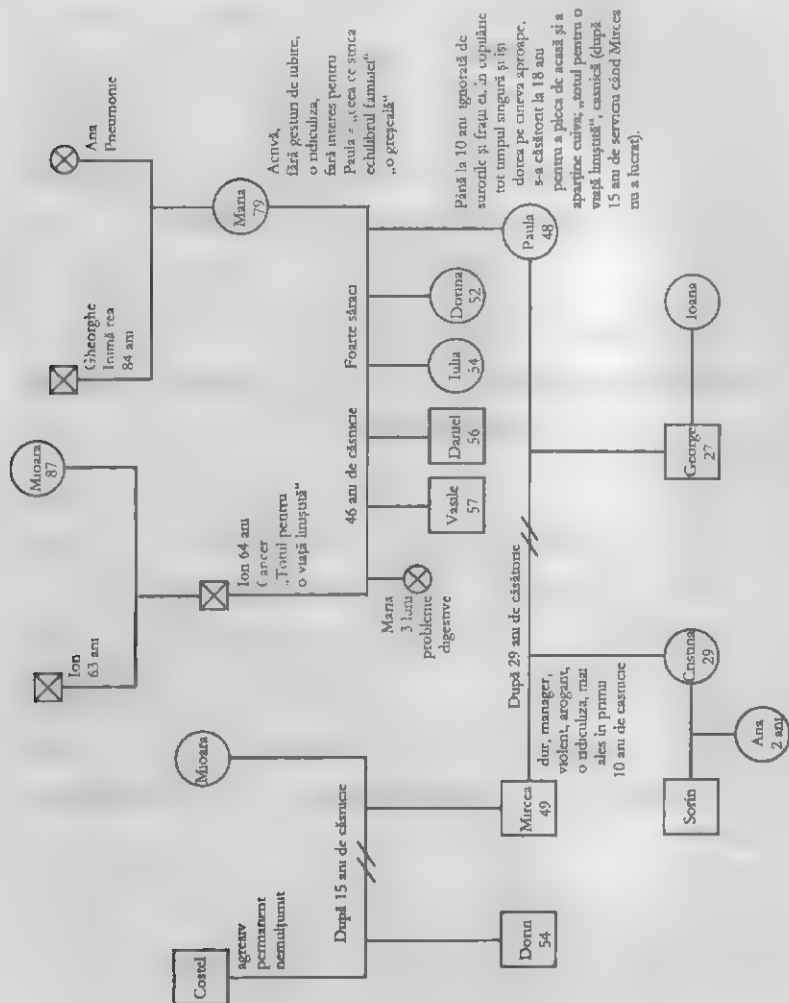 Costel
agresiv
permanent
nemulțumit
Mioara
După 15 ani de căsnicie
Dorin
54
Mircea
49
dur, manager,
violent, arogant,
o ridiculiza, mai
ales în primii
10 ani de căsnicie
Ion
63 ani
Mioara
87
Ion 64 ani
Cancer
„Totul pentru
o viață liniștită“
Gheorghe
Inimă rea
84 ani
Ana
Pneumonie
Maria
79
Activă,
fără gesturi de iubire,
o ridiculiza,
fără interes pentru
Paula = „ceea ce strica
echilibrul familiei“
„o greșeală“
46 ani de căsnicie
Foarte săraci
Maria
3 luni
probleme
digestive
Vasile
57
Daniel
56
Iulia
54
Dorina
52
Paula
48
Până la 10 ani ignorată de
surorile și frații ei, în copilărie
tot timpul singură și își
dorea pe cineva aproape,
s-a căsătorit la 18 ani
pentru a pleca de acasă și a
aparține cuiva; „totul pentru o
viață liniștită“, casnică (după
15 ani de serviciu când Mircea
nu a lucrat).
După 29 ani de căsătorie
Sorin
Cristina
29
Ana
2 ani
George
27
Ioana